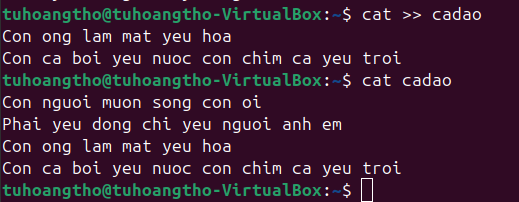 tuhoangtho@tuhoangtho-VirtualBox:~$ cat >> cadao
Con ong lam mat yeu hoa
Con ca boi yeu nuoc con chim ca yeu troi
tuhoangtho@tuhoangtho-VirtualBox:~$ cat cadao
Con nguoi muon song con oi
Phai yeu dong chi yeu nguoi anh em
Con ong lam mat yeu hoa
Con ca boi yeu nuoc con chim ca yeu troi
tuhoangtho@tuhoangtho-VirtualBox:~$